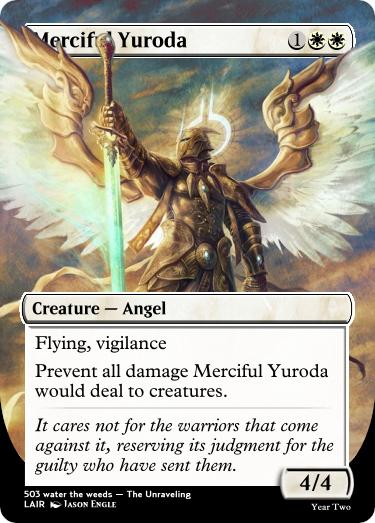 Merciful Yuroda 1
Creature — Angel
Flying, vigilance
Prevent all damage Merciful Yuroda
would deal to creatures.
It cares not for the warriors that come
against it, reserving its judgment for the
guilty who have sent them.
4/4
503 water the weeds — The Unraveling
LAIR Jason Engle
Year Two